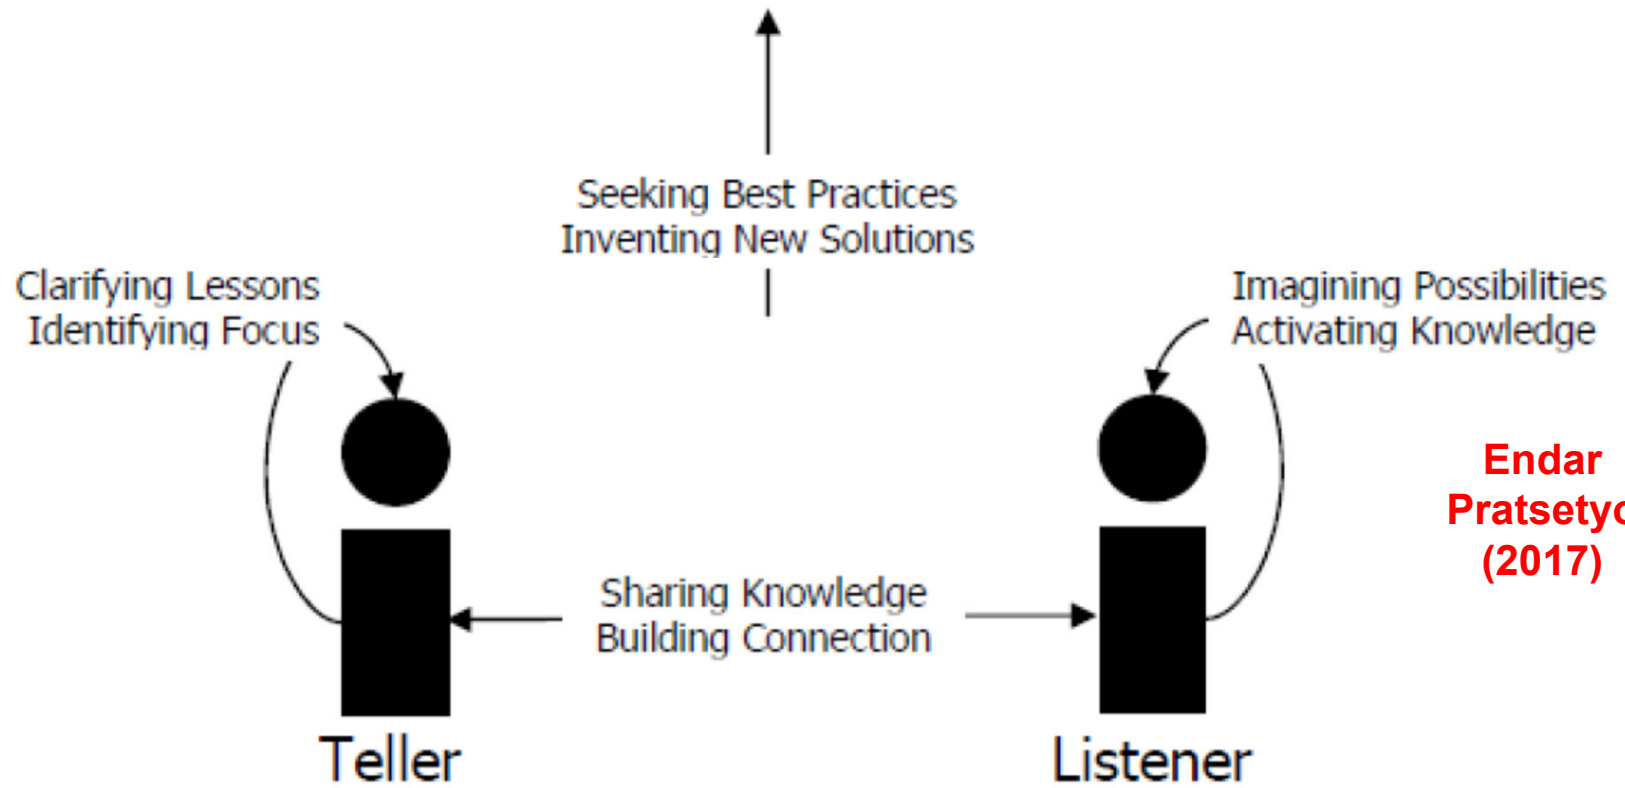 Seeking Best Practices
Inventing New Solutions
Clarifying Lessons
Identifying Focus
Imagining Possibilities
Activating Knowledge
Endar
Pratsetyo
(2017)
Sharing Knowledge
Building Connection
Teller
Listener